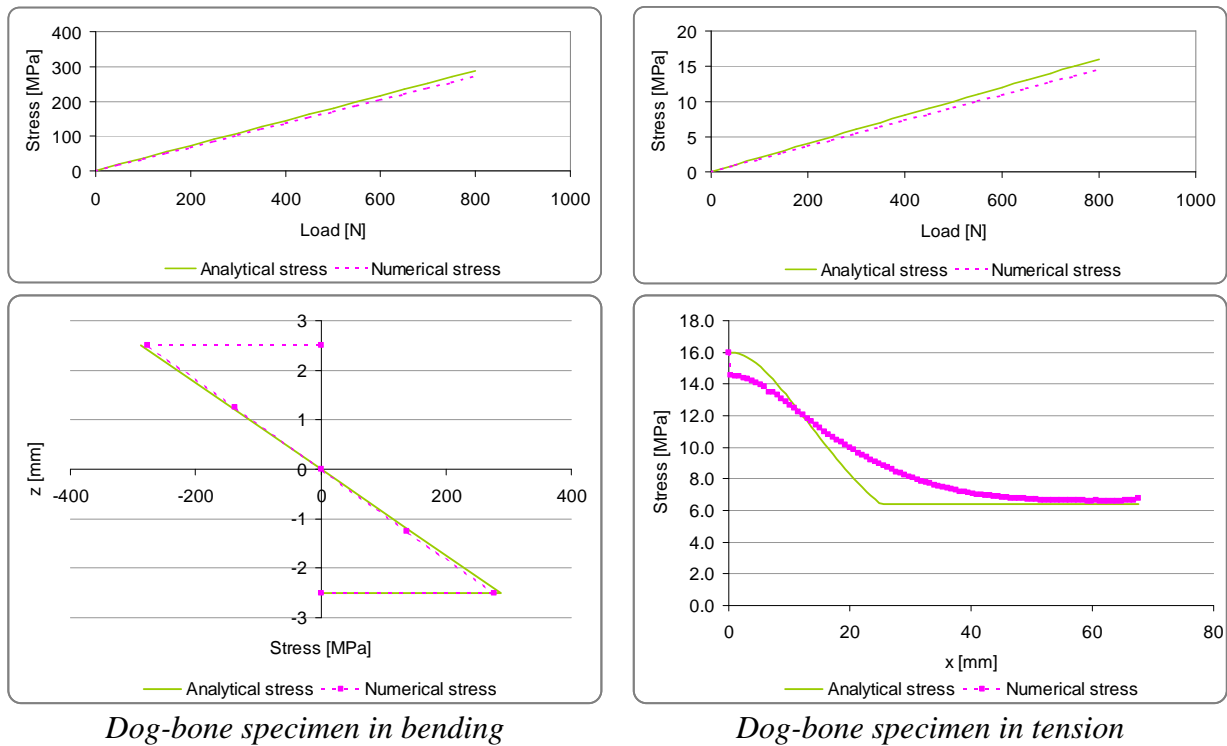 400
300
200
100
0
Stress [MPa]
0 200 400 600 800 1000
Load [N]
Analytical stress Numerical stress
20
15
10
5
0
Stress [MPa]
0 200 400 600 800 1000
Load [N]
Analytical stress Numerical stress
3
2
1
0
-1
-2
-3
z [mm]
-400 -200 0 200 400
Stress [MPa]
Analytical stress Numerical stress
18.0
16.0
14.0
12.0
10.0
8.0
6.0
4.0
2.0
0.0
Stress [MPa]
0 20 40 60 80
x [mm]
Analytical stress Numerical stress
Dog-bone specimen in bending
Dog-bone specimen in tension